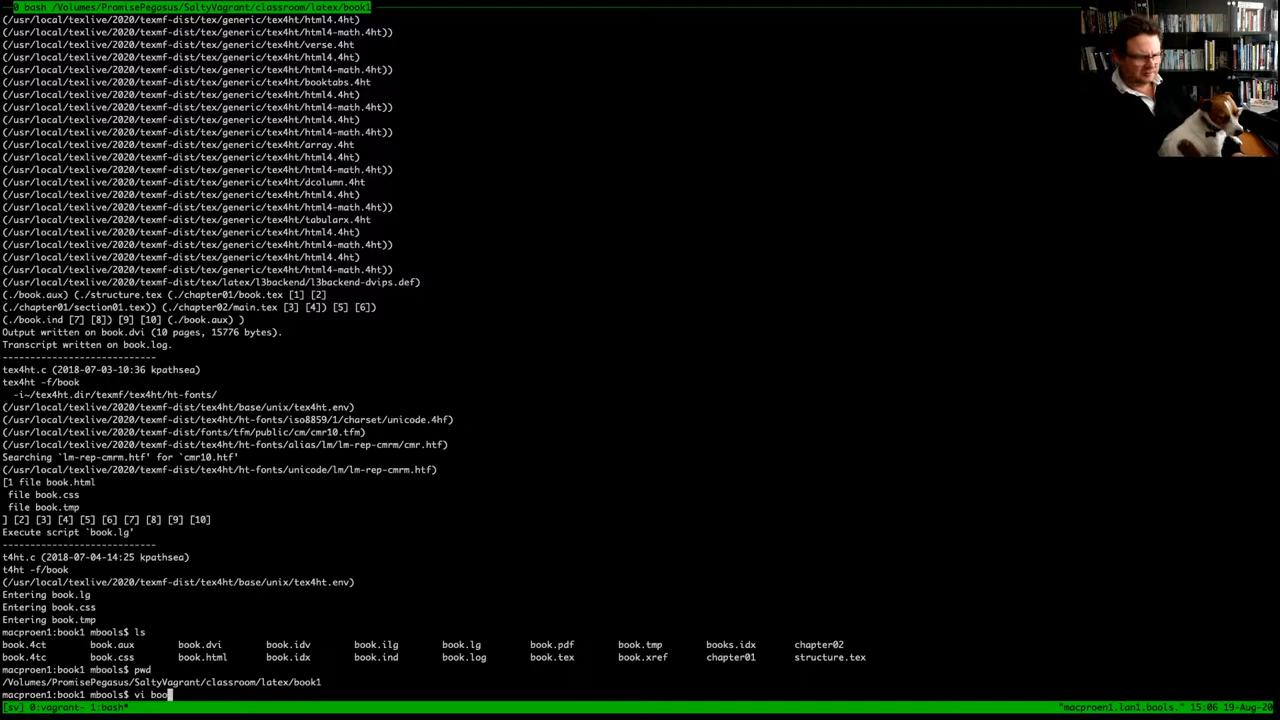 0 bash /Volumes/PromisePegasus/SaltyVagrant/classroom/latex/book1
(/usr/local/texlive/2020/texmf-dist/tex/generic/tex4ht/html4.4ht)
(/usr/local/texlive/2020/texmf-dist/tex/generic/tex4ht/html4-math.4ht))
(/usr/local/texlive/2020/texmf-dist/tex/generic/tex4ht/verse.4ht
(/usr/local/texlive/2020/texmf-dist/tex/generic/tex4ht/html4.4ht)
(/usr/local/texlive/2020/texmf-dist/tex/generic/tex4ht/html4-math.4ht))
(/usr/local/texlive/2020/texmf-dist/tex/generic/tex4ht/booktabs.4ht
(/usr/local/texlive/2020/texmf-dist/tex/generic/tex4ht/html4.4ht)
(/usr/local/texlive/2020/texmf-dist/tex/generic/tex4ht/html4-math.4ht))
(/usr/local/texlive/2020/texmf-dist/tex/generic/tex4ht/html4.4ht)
(/usr/local/texlive/2020/texmf-dist/tex/generic/tex4ht/html4-math.4ht))
(/usr/local/texlive/2020/texmf-dist/tex/generic/tex4ht/array.4ht
(/usr/local/texlive/2020/texmf-dist/tex/generic/tex4ht/html4.4ht)
(/usr/local/texlive/2020/texmf-dist/tex/generic/tex4ht/html4-math.4ht))
(/usr/local/texlive/2020/texmf-dist/tex/generic/tex4ht/dcolumn.4ht
(/usr/local/texlive/2020/texmf-dist/tex/generic/tex4ht/html4.4ht)
(/usr/local/texlive/2020/texmf-dist/tex/generic/tex4ht/html4-math.4ht))
(/usr/local/texlive/2020/texmf-dist/tex/generic/tex4ht/tabularx.4ht
(/usr/local/texlive/2020/texmf-dist/tex/generic/tex4ht/html4.4ht)
(/usr/local/texlive/2020/texmf-dist/tex/generic/tex4ht/html4-math.4ht))
(/usr/local/texlive/2020/texmf-dist/tex/generic/tex4ht/html4.4ht)
(/usr/local/texlive/2020/texmf-dist/tex/generic/tex4ht/html4-math.4ht))
(/usr/local/texlive/2020/texmf-dist/tex/latex/l3backend/l3backend-dvips.def)
(./book.aux) (./structure.tex (./chapter01/book.tex [1] [2]
(./chapter01/section01.tex)) (./chapter02/main.tex [3] [4]) [5] [6])
(./book.ind [7] [8]) [9] [10] (./book.aux) )
Output written on book.dvi (10 pages, 15776 bytes).
Transcript written on book.log.
----------------------------
tex4ht.c (2018-07-03-10:36 kpathsea)
tex4ht -f/book
-i~/tex4ht.dir/texmf/tex4ht/ht-fonts/
(/usr/local/texlive/2020/texmf-dist/tex4ht/base/unix/tex4ht.env)
(/usr/local/texlive/2020/texmf-dist/tex4ht/ht-fonts/iso8859/1/charset/unicode.4hf)
(/usr/local/texlive/2020/texmf-dist/fonts/tfm/public/cm/cmr10.tfm)
(/usr/local/texlive/2020/texmf-dist/tex4ht/ht-fonts/alias/lm/lm-rep-cmrm/cmr.htf)
Searching `lm-rep-cmrm.htf' for `cmr10.htf'
(/usr/local/texlive/2020/texmf-dist/tex4ht/ht-fonts/unicode/lm/lm-rep-cmrm.htf)
[1 file book.html
file book.css
file book.tmp
] [2] [3] [4] [5] [6] [7] [8] [9] [10]
Execute script `book.lg'
----------------------------
t4ht.c (2018-07-04-14:25 kpathsea)
t4ht -f/book
(/usr/local/texlive/2020/texmf-dist/tex4ht/base/unix/tex4ht.env)
Entering book.lg
Entering book.css
Entering book.tmp
macproen1:book1 mbools$ ls
book.4ct book.aux book.dvi book.idv book.ilg book.lg book.pdf book.tmp books.idx chapter02
book.4tc book.css book.html book.idx book.ind book.log book.tex book.xref chapter01 structure.tex
macproen1:book1 mbools$ pwd
/Volumes/PromisePegasus/SaltyVagrant/classroom/latex/book1
macproen1:book1 mbools$ vi boo
[sv] 0:vagrant- 1:bash* "macproen1.lan1.bools." 15:06 19-Aug-20